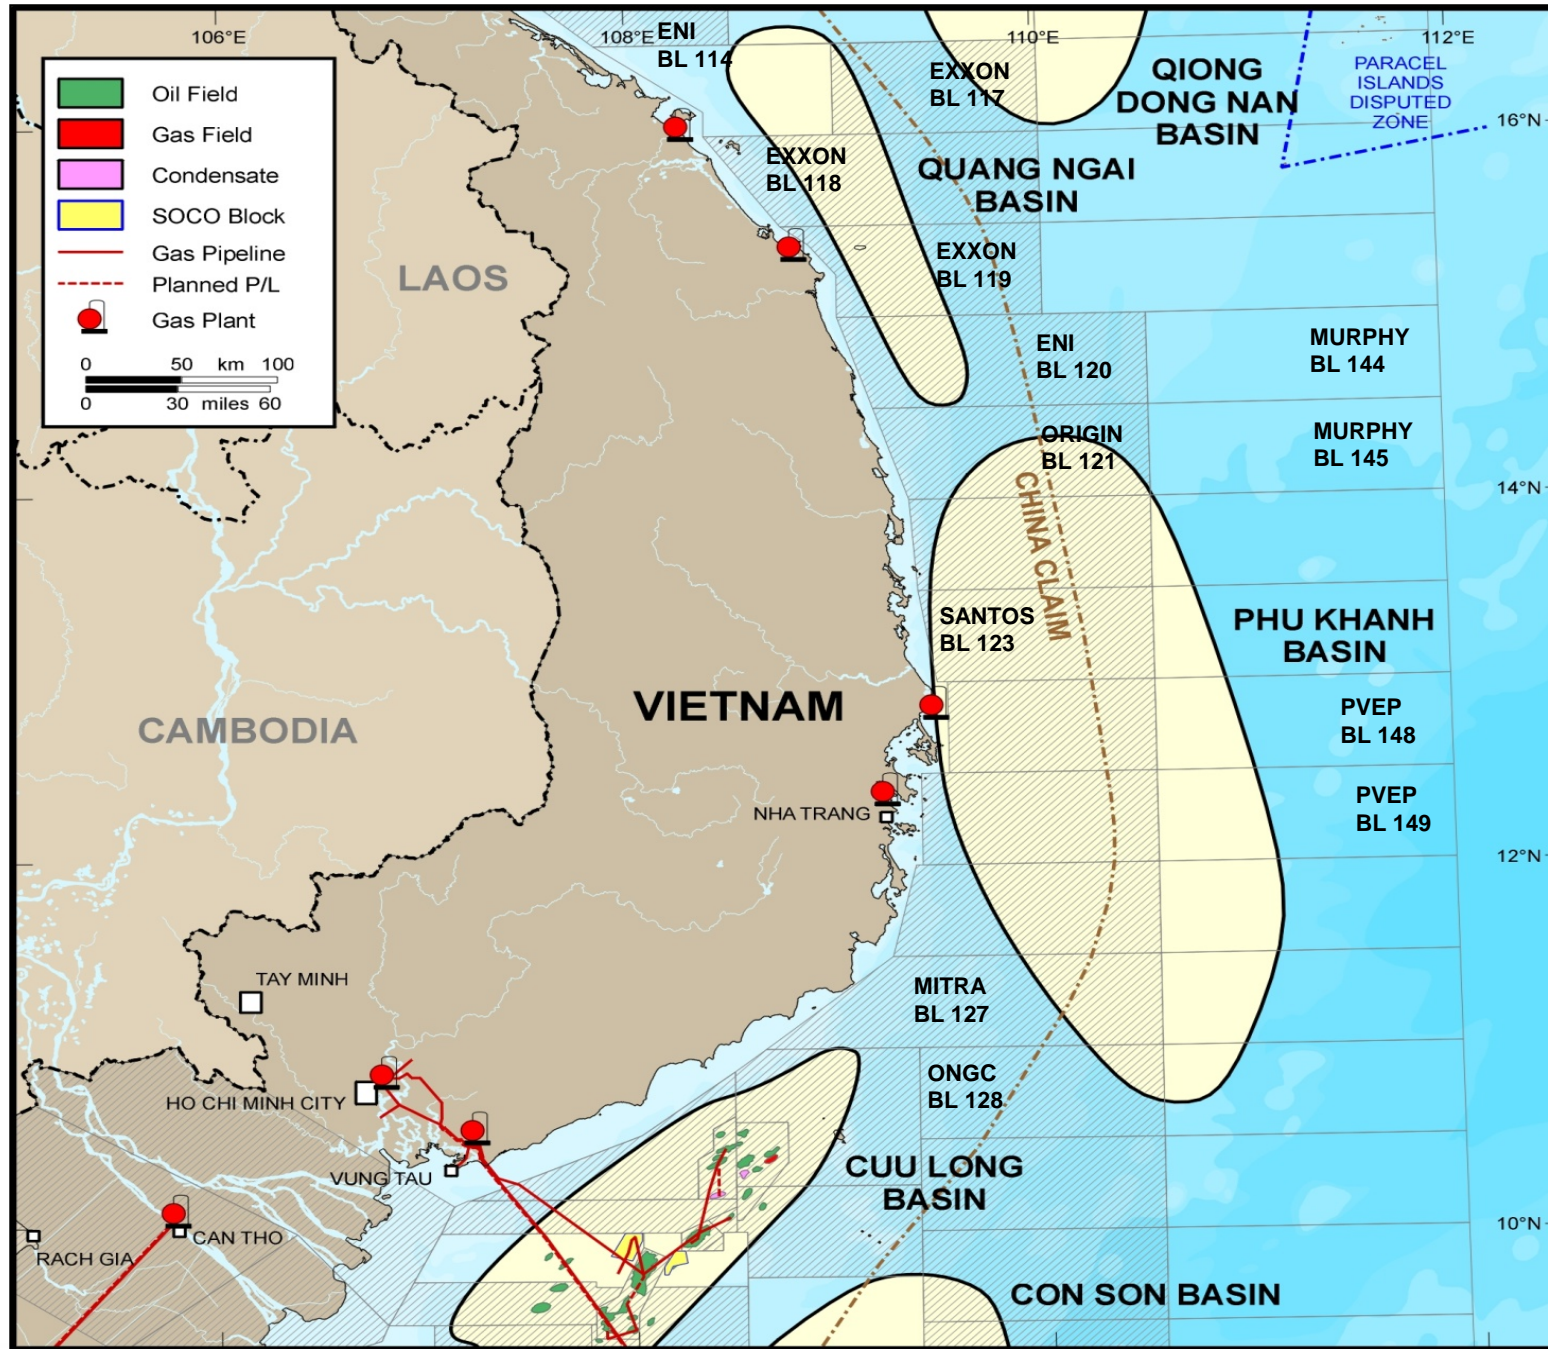 106°E
108°E
110°E
112°E
Oil Field
Gas Field
Condensate
SOCO Block
Gas Pipeline
Planned P/L
Gas Plant
0 50 km 100
0 30 miles 60
ENI
BL 114
EXXON
BL 117
QIONG
DONG NAN
BASIN
PARACEL
ISLANDS
DISPUTED
ZONE
16°N
EXXON
BL 118
QUANG NGAI
BASIN
LAOS
EXXON
BL 119
ENI
BL 120
MURPHY
BL 144
ORIGIN
BL 121
MURPHY
BL 145
14°N
CHINA CLAIM
SANTOS
BL 123
PHU KHANH
BASIN
VIETNAM
CAMBODIA
PVEP
BL 148
NHA TRANG
PVEP
BL 149
12°N
TAY MINH
MITRA
BL 127
HO CHI MINH CITY
ONGC
BL 128
VUNG TAU
CUU LONG
BASIN
CAN THO
RACH GIA
10°N
CON SON BASIN